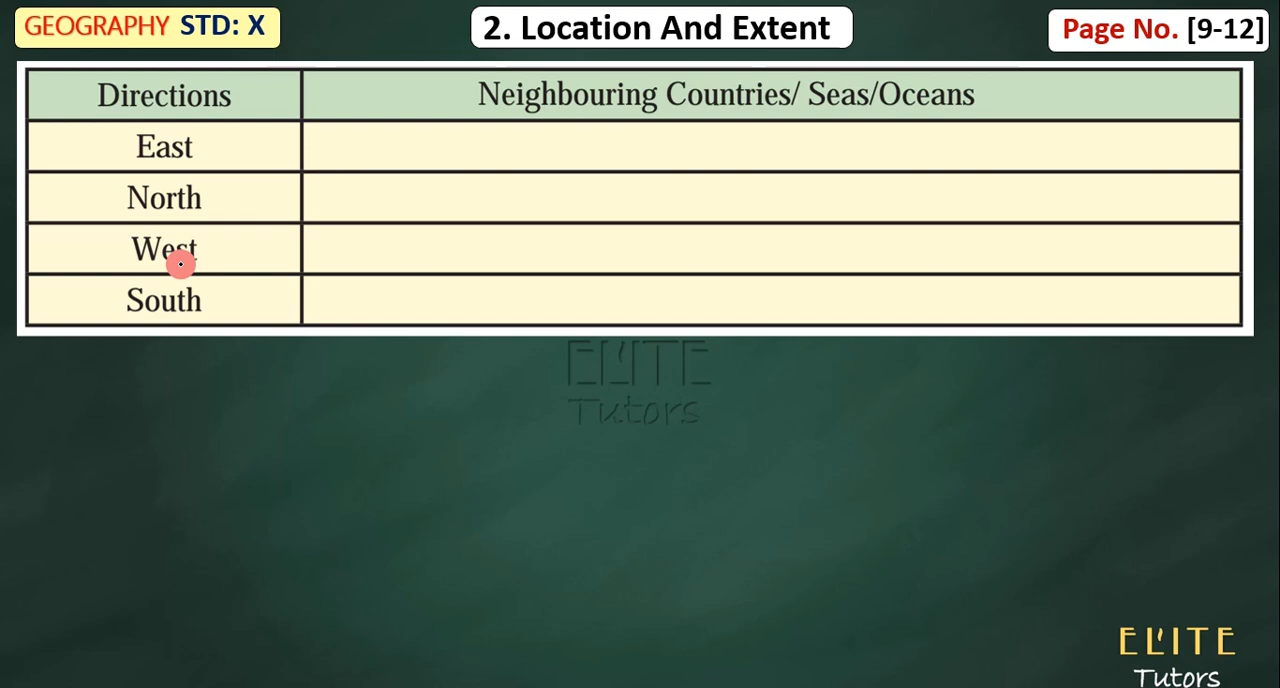 GEOGRAPHY STD: X
2. Location And Extent
Page No. [9-12]
Directions Neighbouring Countries/ Seas/Oceans
East
North
West
South
ELITE
Tutors
ELITE
Tutors